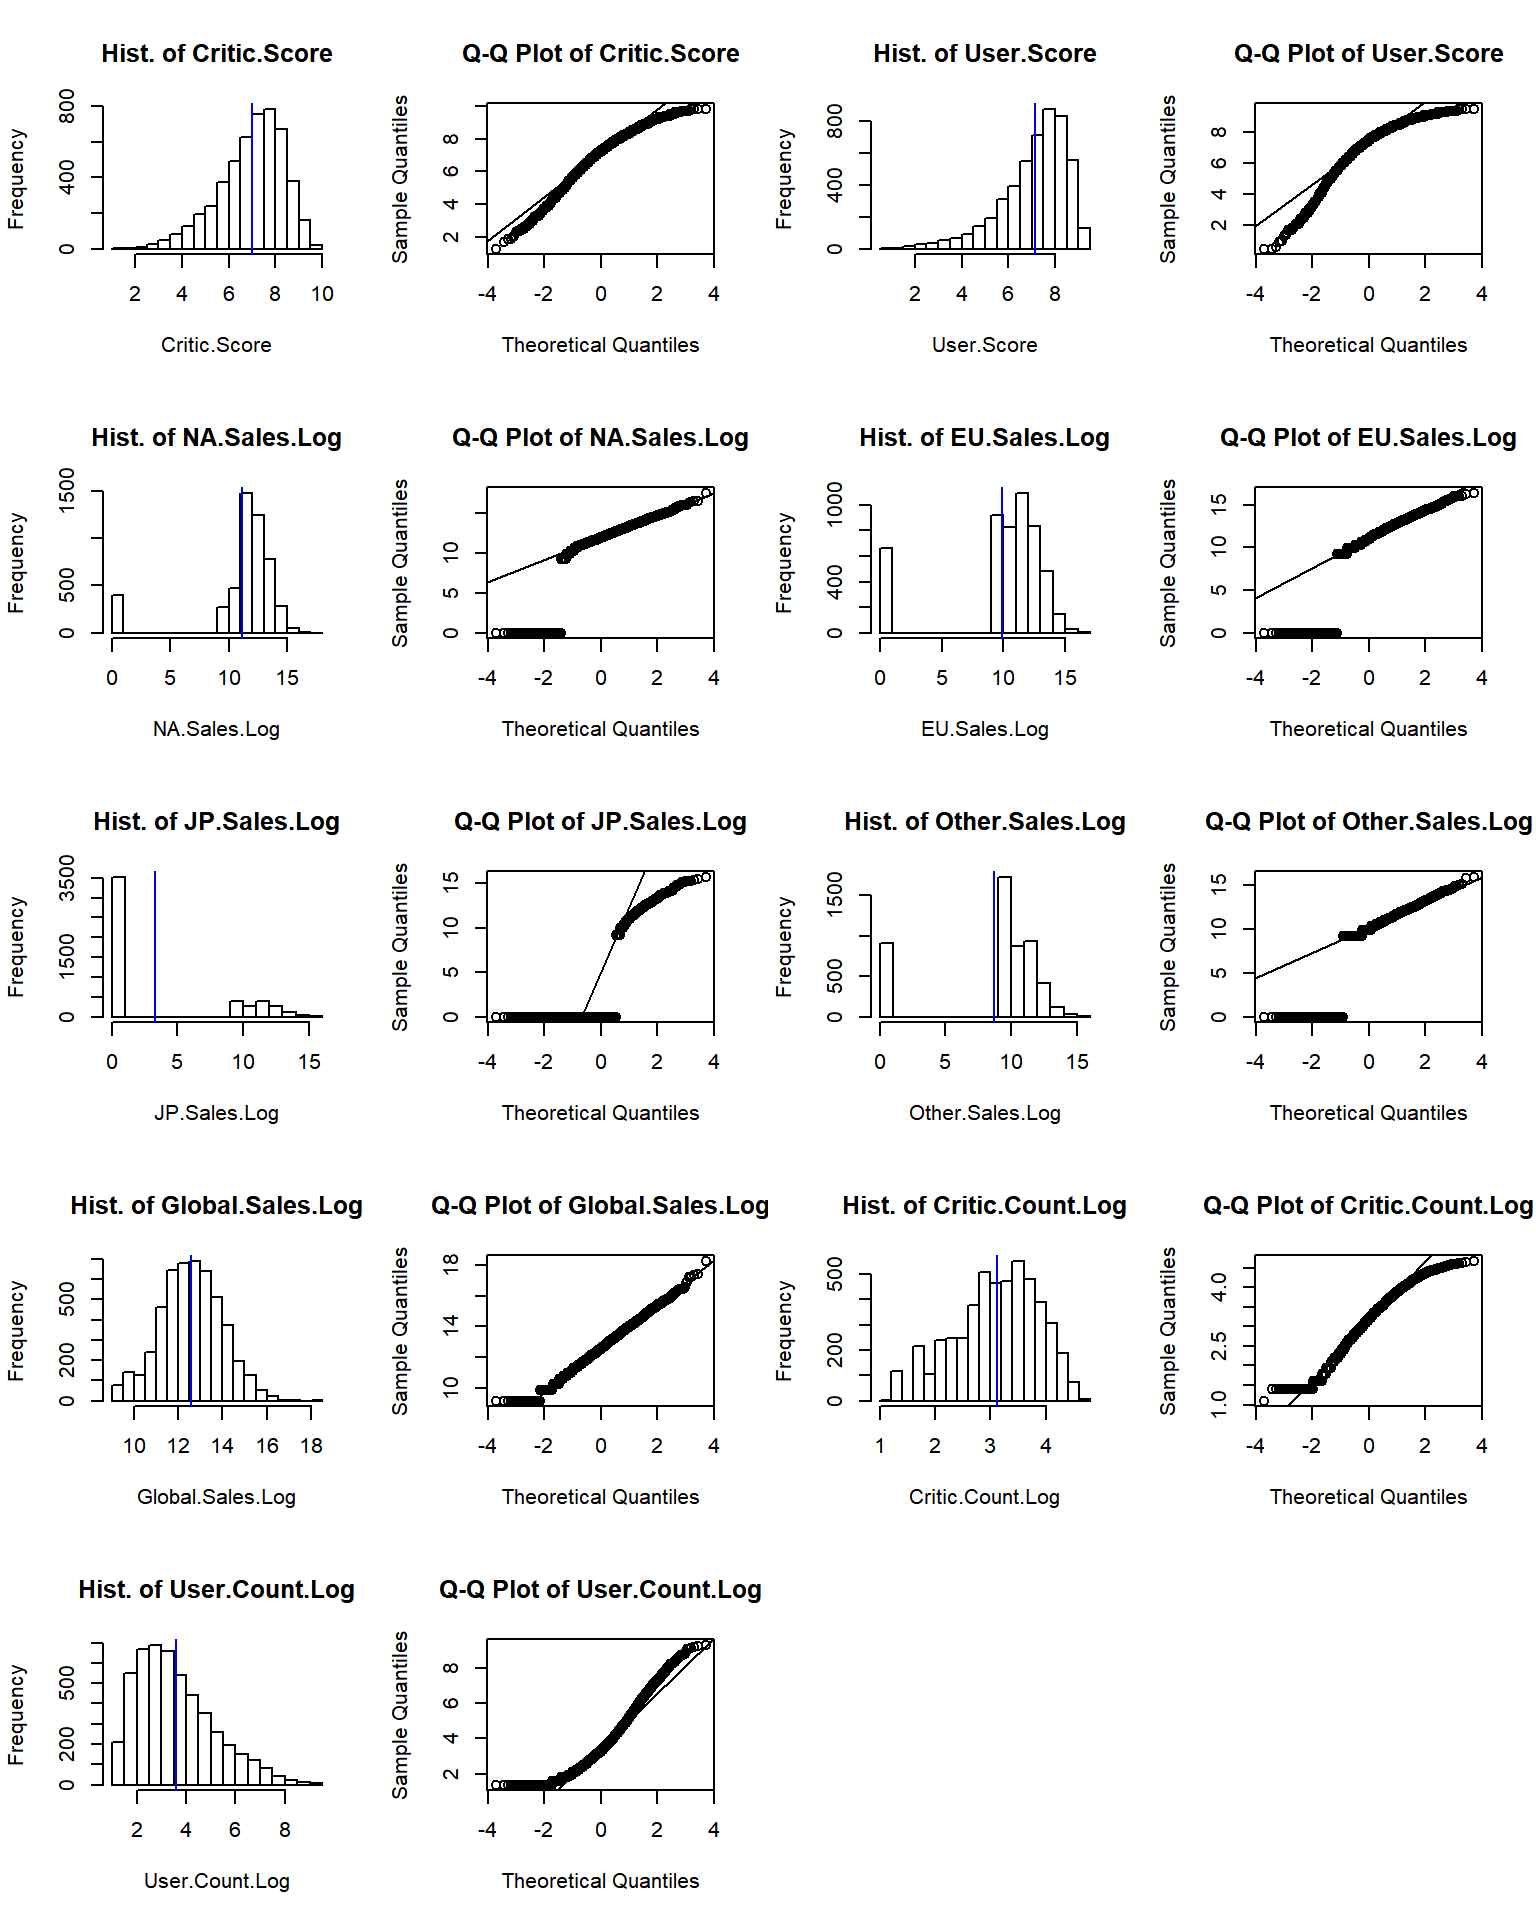 Hist. of Critic.Score
Frequency
0 400 800
2 4 6 8 10
Critic.Score
Q-Q Plot of Critic.Score
Sample Quantiles
2 4 6 8
-4 -2 0 2 4
Theoretical Quantiles
Hist. of User.Score
Frequency
0 400 800
2 4 6 8
User.Score
Q-Q Plot of User.Score
Sample Quantiles
2 4 6 8
-4 -2 0 2 4
Theoretical Quantiles
Hist. of NA.Sales.Log
Frequency
0 500 1500
0 5 10 15
NA.Sales.Log
Q-Q Plot of NA.Sales.Log
Sample Quantiles
0 5 10
-4 -2 0 2 4
Theoretical Quantiles
Hist. of EU.Sales.Log
Frequency
0 400 1000
0 5 10 15
EU.Sales.Log
Q-Q Plot of EU.Sales.Log
Sample Quantiles
0 5 10 15
-4 -2 0 2 4
Theoretical Quantiles
Hist. of JP.Sales.Log
Frequency
0 1500 3500
0 5 10 15
JP.Sales.Log
Q-Q Plot of JP.Sales.Log
Sample Quantiles
0 5 10 15
-4 -2 0 2 4
Theoretical Quantiles
Hist. of Other.Sales.Log
Frequency
0 500 1500
0 5 10 15
Other.Sales.Log
Q-Q Plot of Other.Sales.Log
Sample Quantiles
0 5 10 15
-4 -2 0 2 4
Theoretical Quantiles
Hist. of Global.Sales.Log
Frequency
0 200 500
10 12 14 16 18
Global.Sales.Log
Q-Q Plot of Global.Sales.Log
Sample Quantiles
10 14 18
-4 -2 0 2 4
Theoretical Quantiles
Hist. of Critic.Count.Log
Frequency
0 200 500
1 2 3 4
Critic.Count.Log
Q-Q Plot of Critic.Count.Log
Sample Quantiles
1.0 2.5 4.0
-4 -2 0 2 4
Theoretical Quantiles
Hist. of User.Count.Log
Frequency
0 200 500
2 4 6 8
User.Count.Log
Q-Q Plot of User.Count.Log
Sample Quantiles
2 4 6 8
-4 -2 0 2 4
Theoretical Quantiles